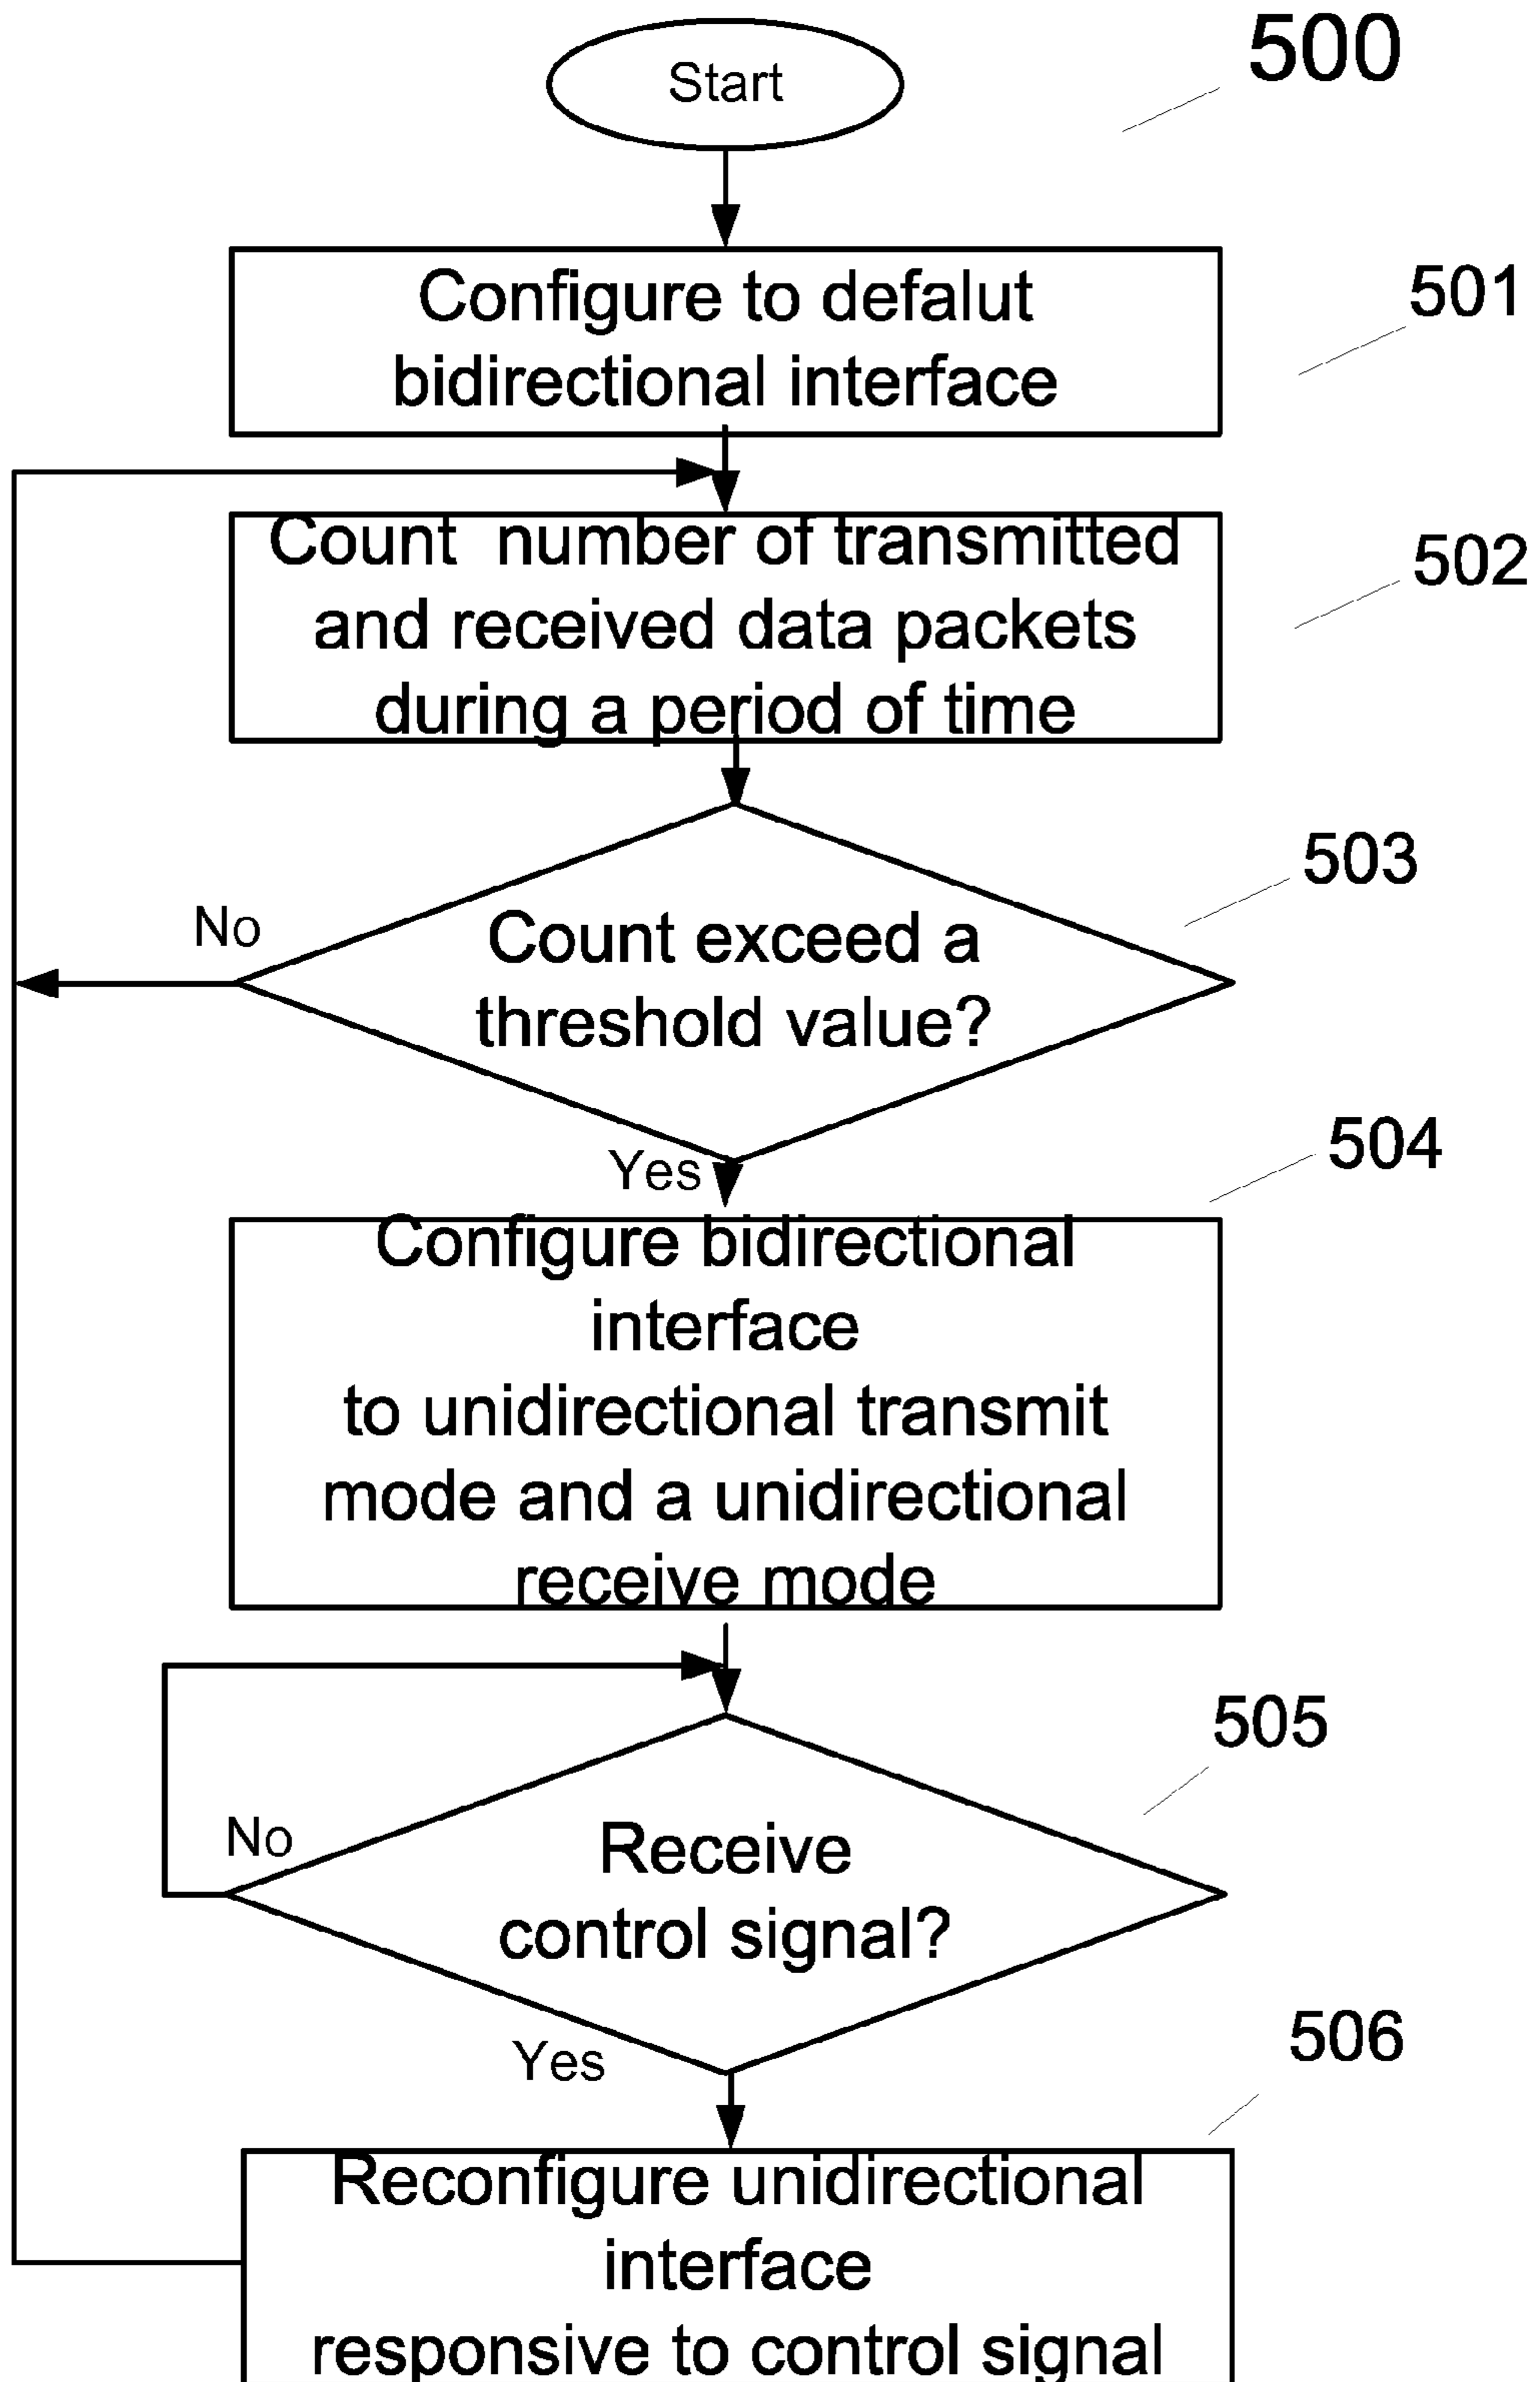 500
Start
Configure to defalut
bidirectional interface
501
Count number of transmitted
and received data packets
during a period of time
502
503
No
Count exceed a
threshold value?
Yes
504
Configure bidirectional
interface
to unidirectional transmit
mode and a unidirectional
receive mode
505
No
Receive
control signal?
Yes
506
Reconfigure unidirectional
interface
responsive to control signal